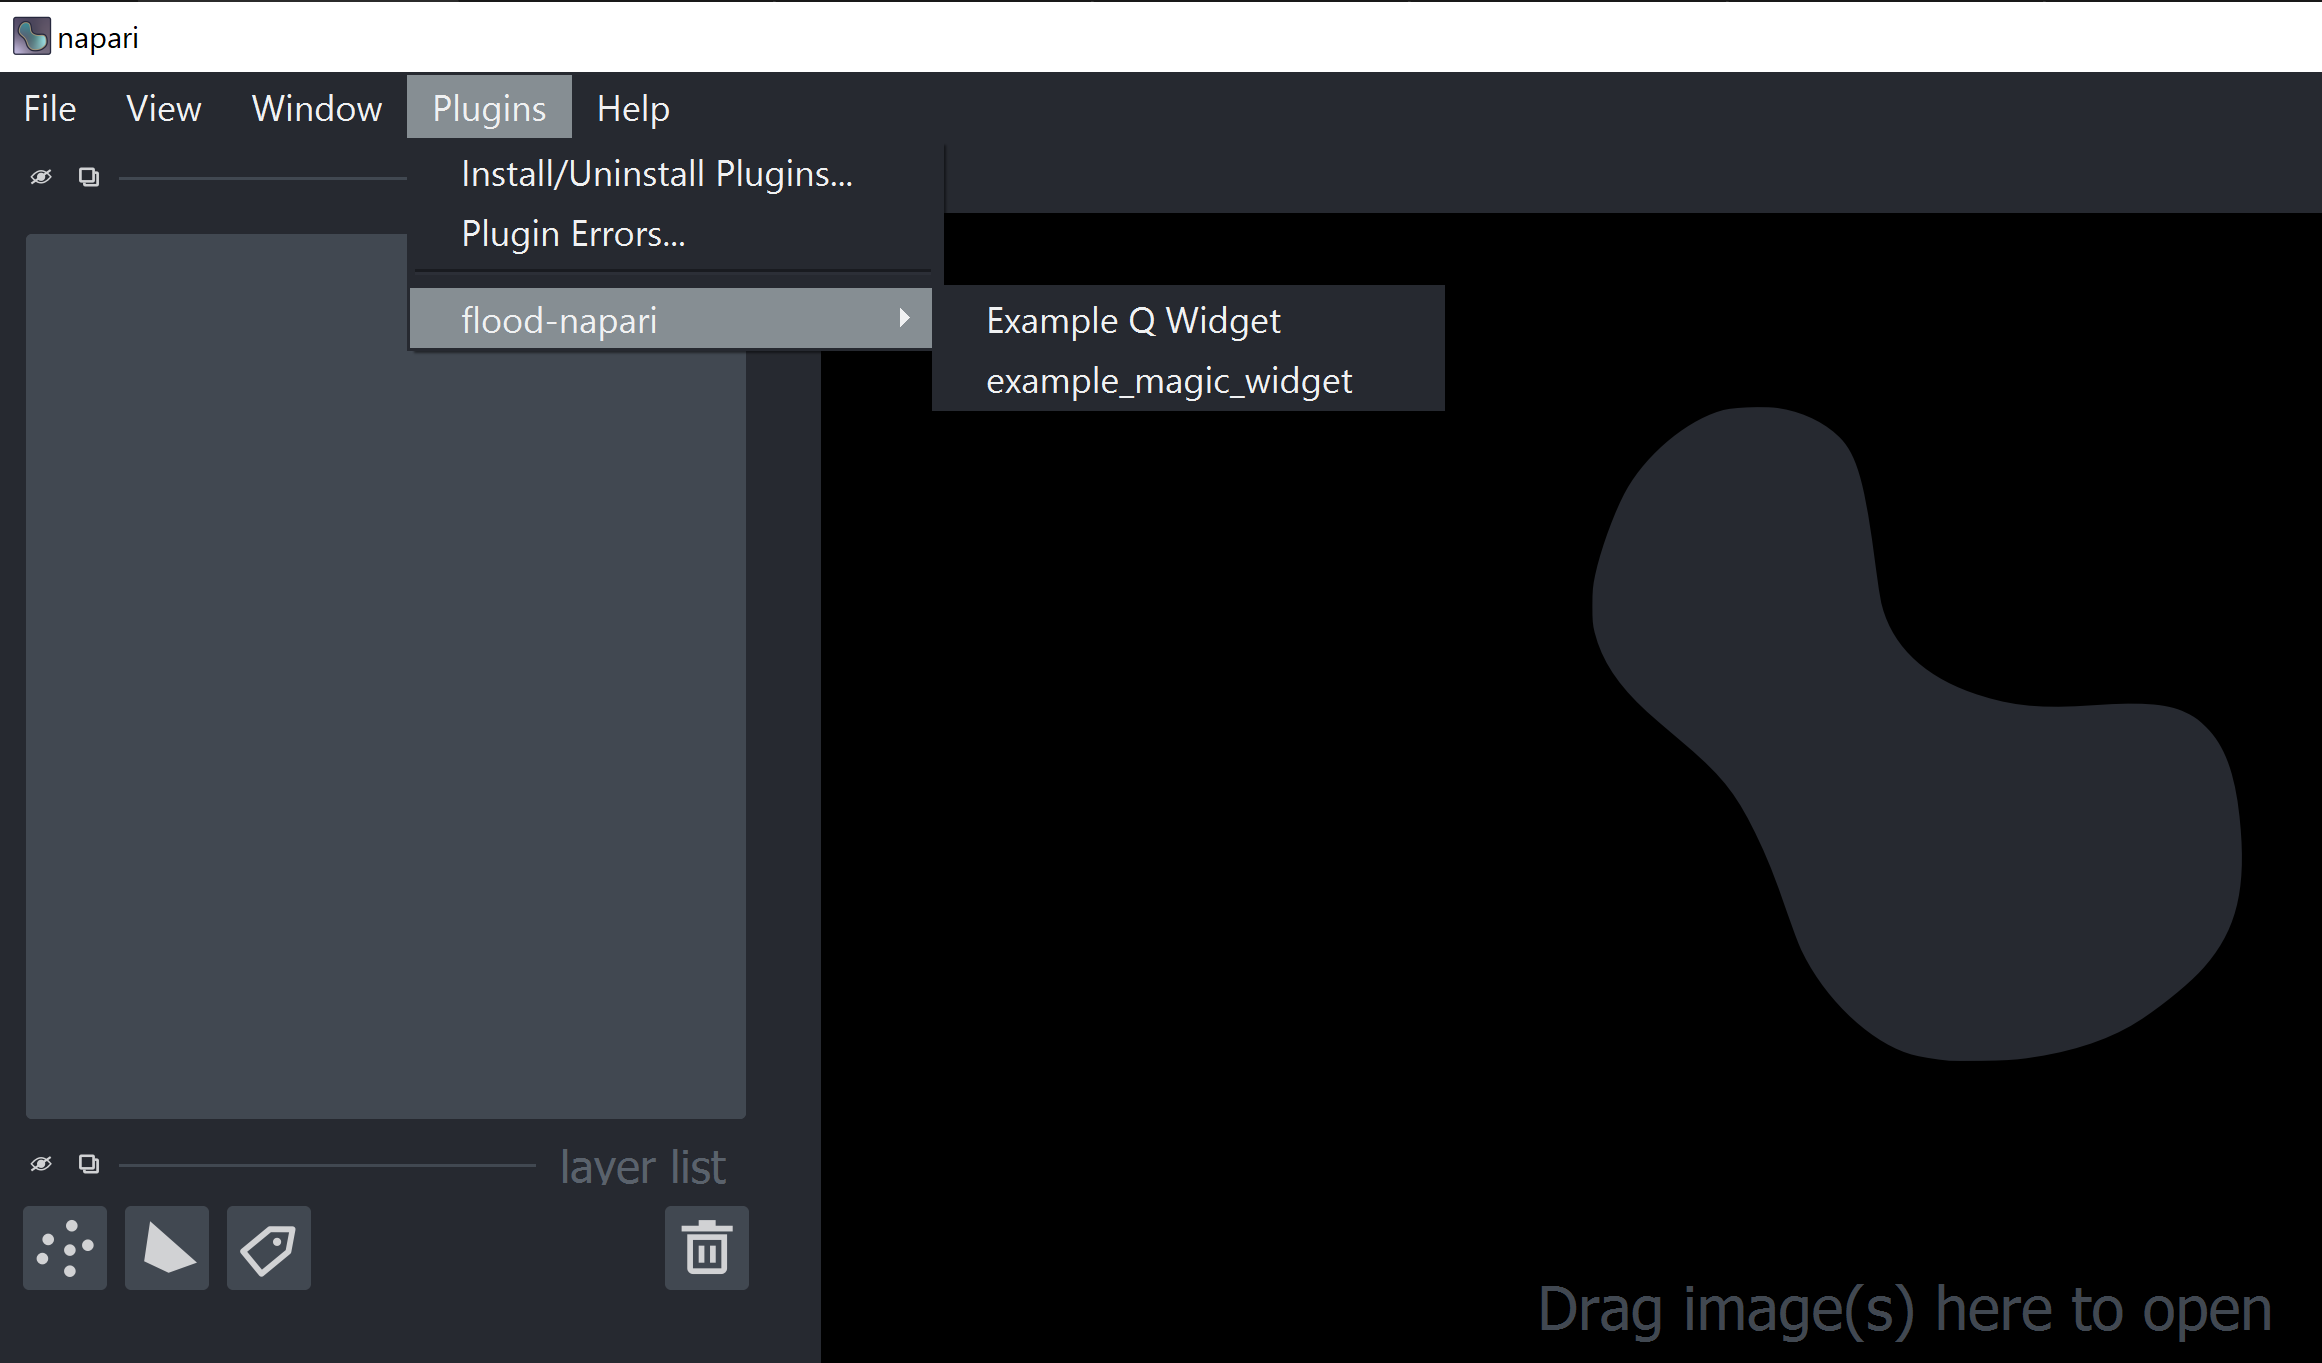 napari
File View Window Plugins Help
Install/Uninstall Plugins...
Plugin Errors...
flood-napari
Example Q Widget
example_magic_widget
layer list
Drag image(s) here to open